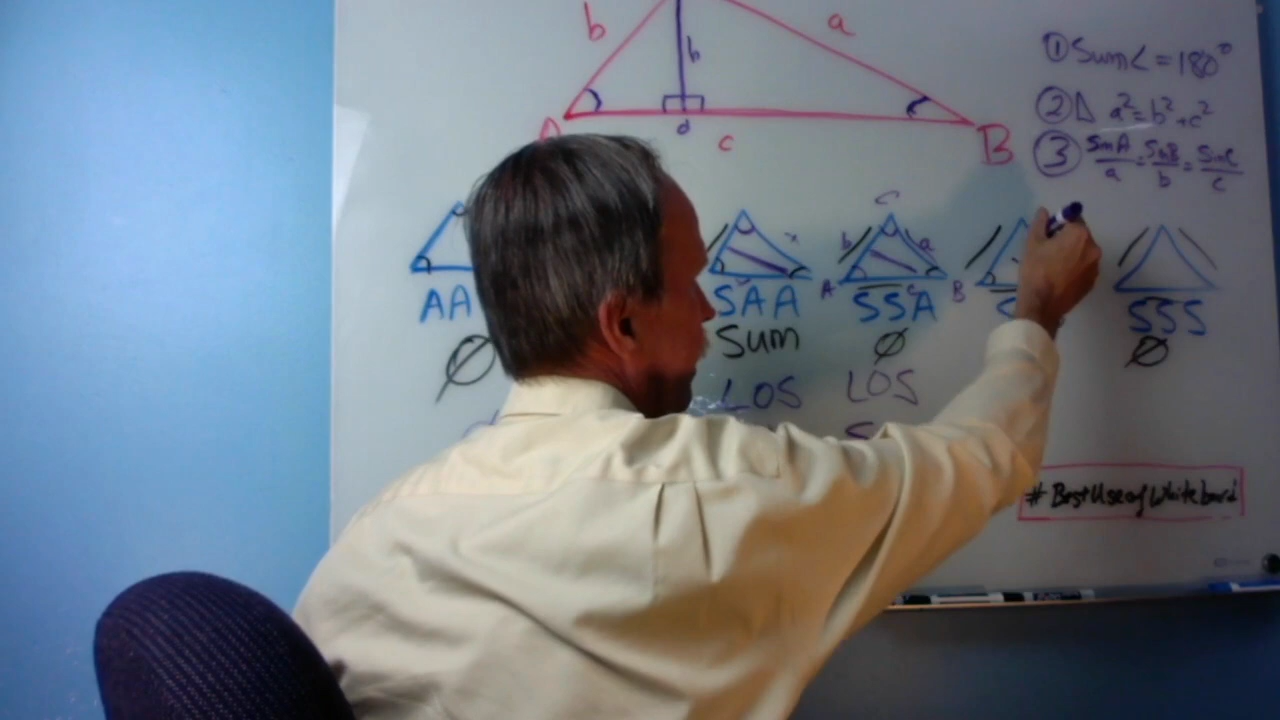 b a
h
d
c
B
① Sum∠ = 180°
② △ a² = b² + c²
③ SinA/a = SinB/b = SinC/c
C
b a
A c B
x
AA SAA SSA SSS
Ø Sum Ø Ø
LOS LOS
#BestUseofWhiteboard